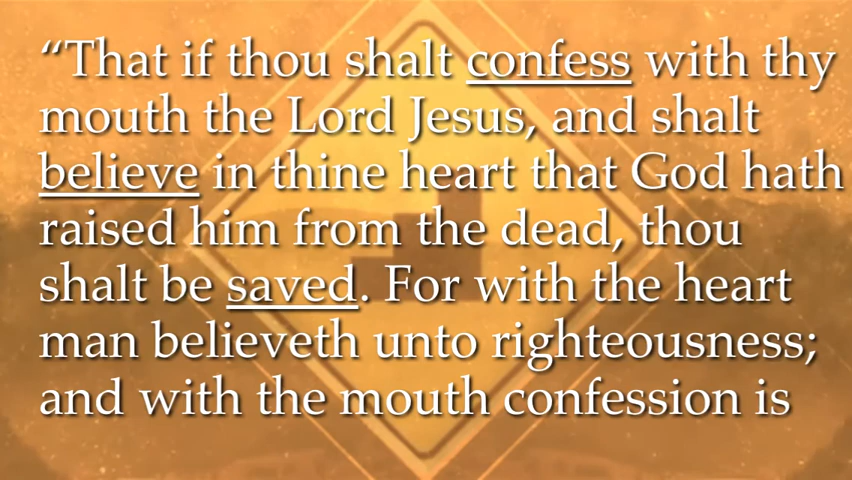 “That if thou shalt confess with thy
mouth the Lord Jesus, and shalt
believe in thine heart that God hath
raised him from the dead, thou
shalt be saved. For with the heart
man believeth unto righteousness;
and with the mouth confession is